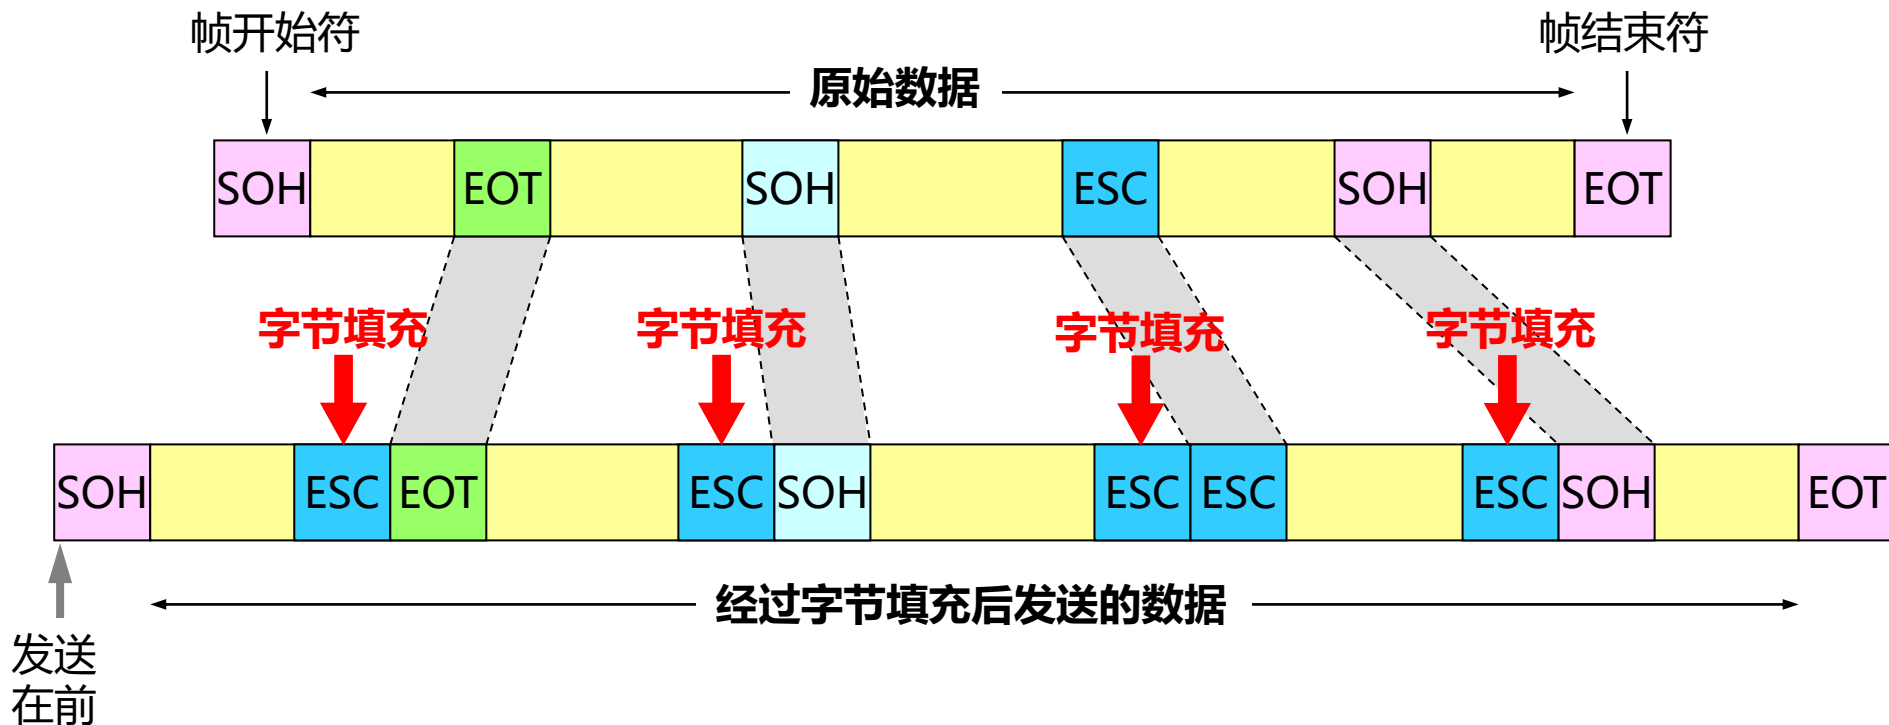 帧开始符 帧结束符
原始数据
SOH EOT SOH ESC SOH EOT
字节填充 字节填充 字节填充 字节填充
SOH ESC EOT ESC SOH ESC ESC ESC SOH EOT
经过字节填充后发送的数据
发送
在前